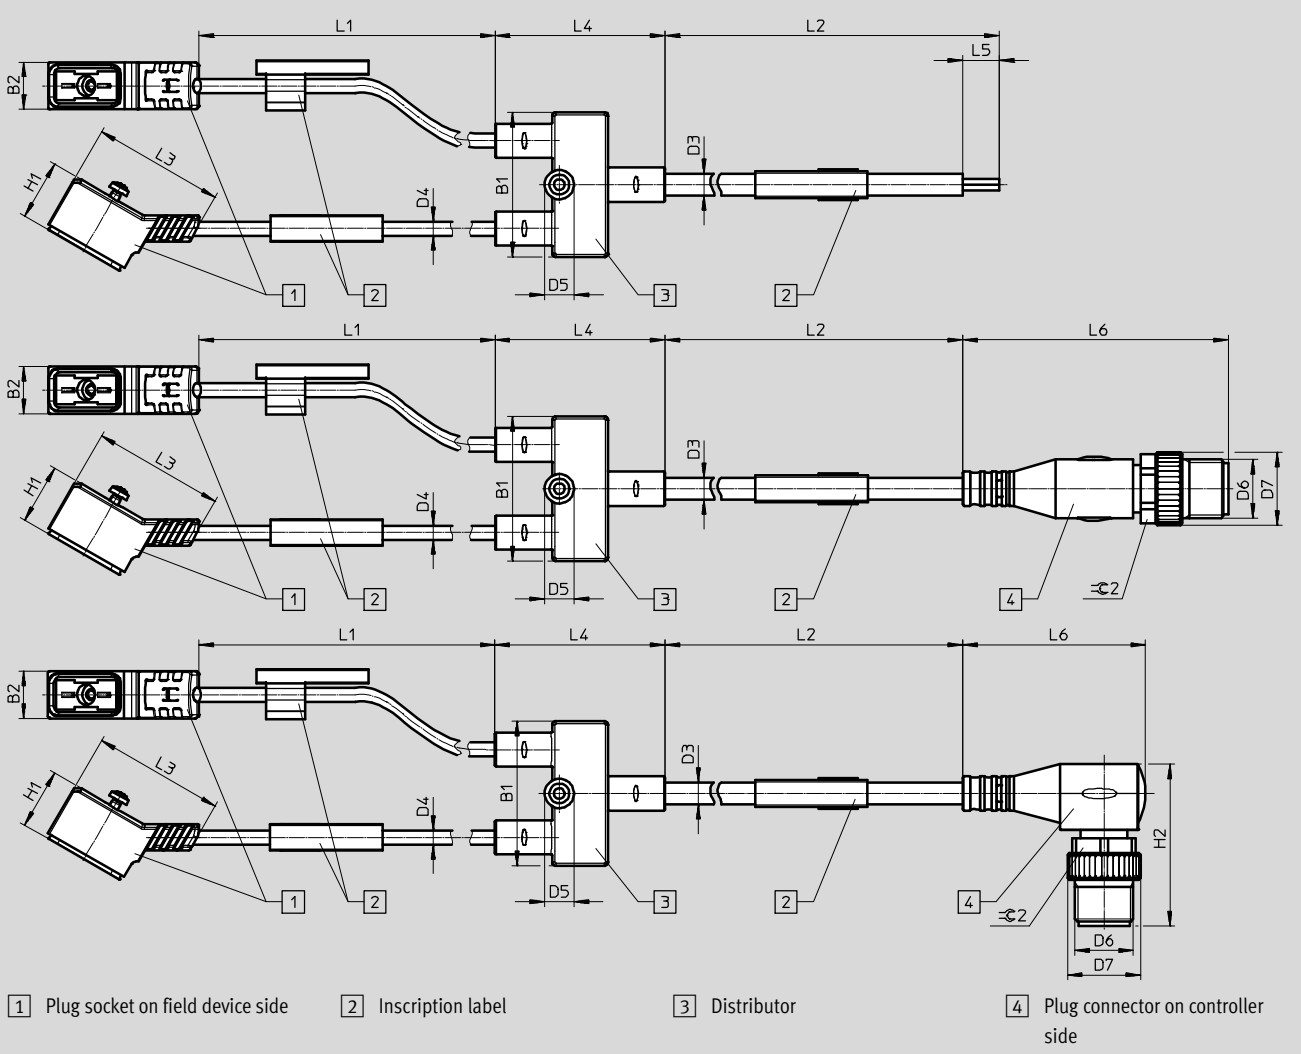 L1 L4 L2
L5
B2
L3
H1
D4
B1
D3
D5
1 2 3 2
L1 L4 L2 L6
B2
L3
H1
D4
B1
D3
D6
D7
D5
1 2 3 2 4 2
L1 L4 L2 L6
B2
L3
H1
D4
B1
D3
H2
D5
1 2 3 2 4 2
D6
D7
1 Plug socket on field device side
2 Inscription label
3 Distributor
4 Plug connector on controller
side